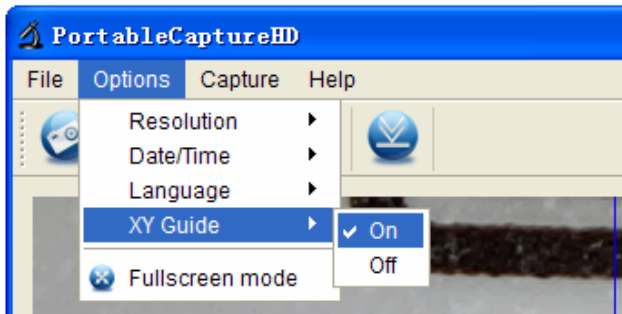 PortableCaptureHD
File Options Capture Help
Resolution
Date/Time
Language
XY Guide
On
Off
Fullscreen mode